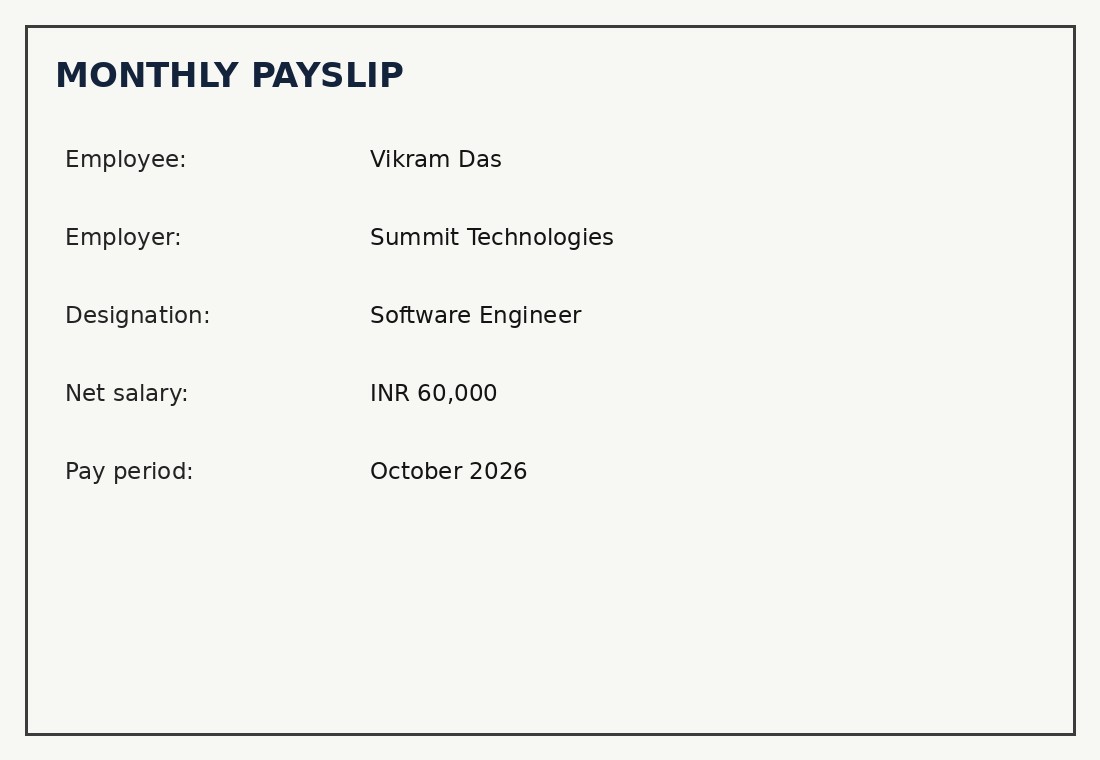 MONTHLY PAYSLIP
Employee: Vikram Das
Employer: Summit Technologies
Designation: Software Engineer
Net salary: INR 60,000
Pay period: October 2026